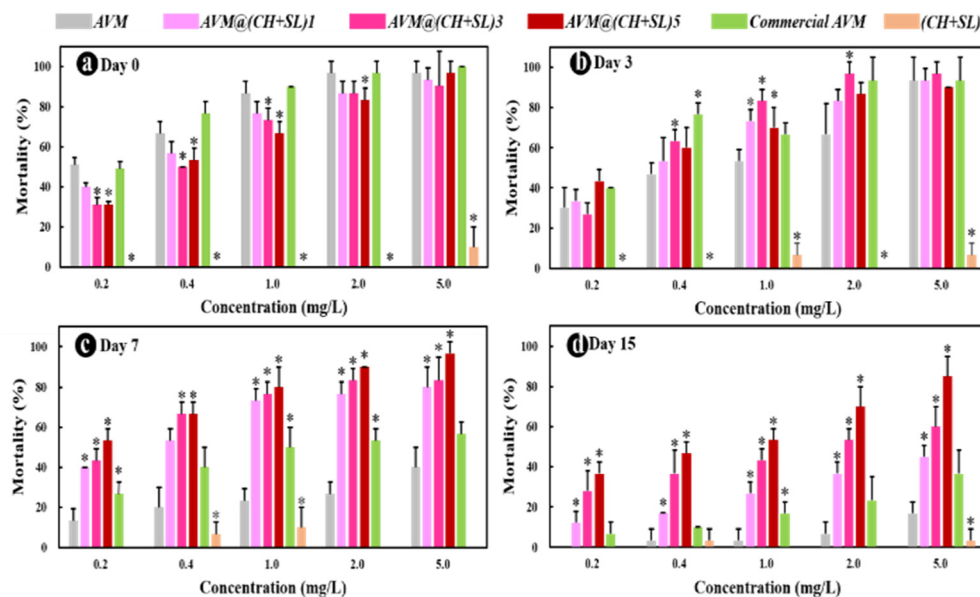 AVM AVM@(CH+SL)1 AVM@(CH+SL)3 AVM@(CH+SL)5 Commercial AVM (CH+SL)
a Day 0
Mortality (%)
100
80
60
40
20
0
* * * * * * * * * * * *
0.2 0.4 1.0 2.0 5.0
Concentration (mg/L)
b Day 3
Mortality (%)
100
80
60
40
20
0
* * * * * * * * * *
0.2 0.4 1.0 2.0 5.0
Concentration (mg/L)
c Day 7
Mortality (%)
100
80
60
40
20
0
* * * * * * * * * * * * * * * * * * * *
0.2 0.4 1.0 2.0 5.0
Concentration (mg/L)
d Day 15
Mortality (%)
100
80
60
40
20
0
* * * * * * * * * * * * * * * * *
0.2 0.4 1.0 2.0 5.0
Concentration (mg/L)